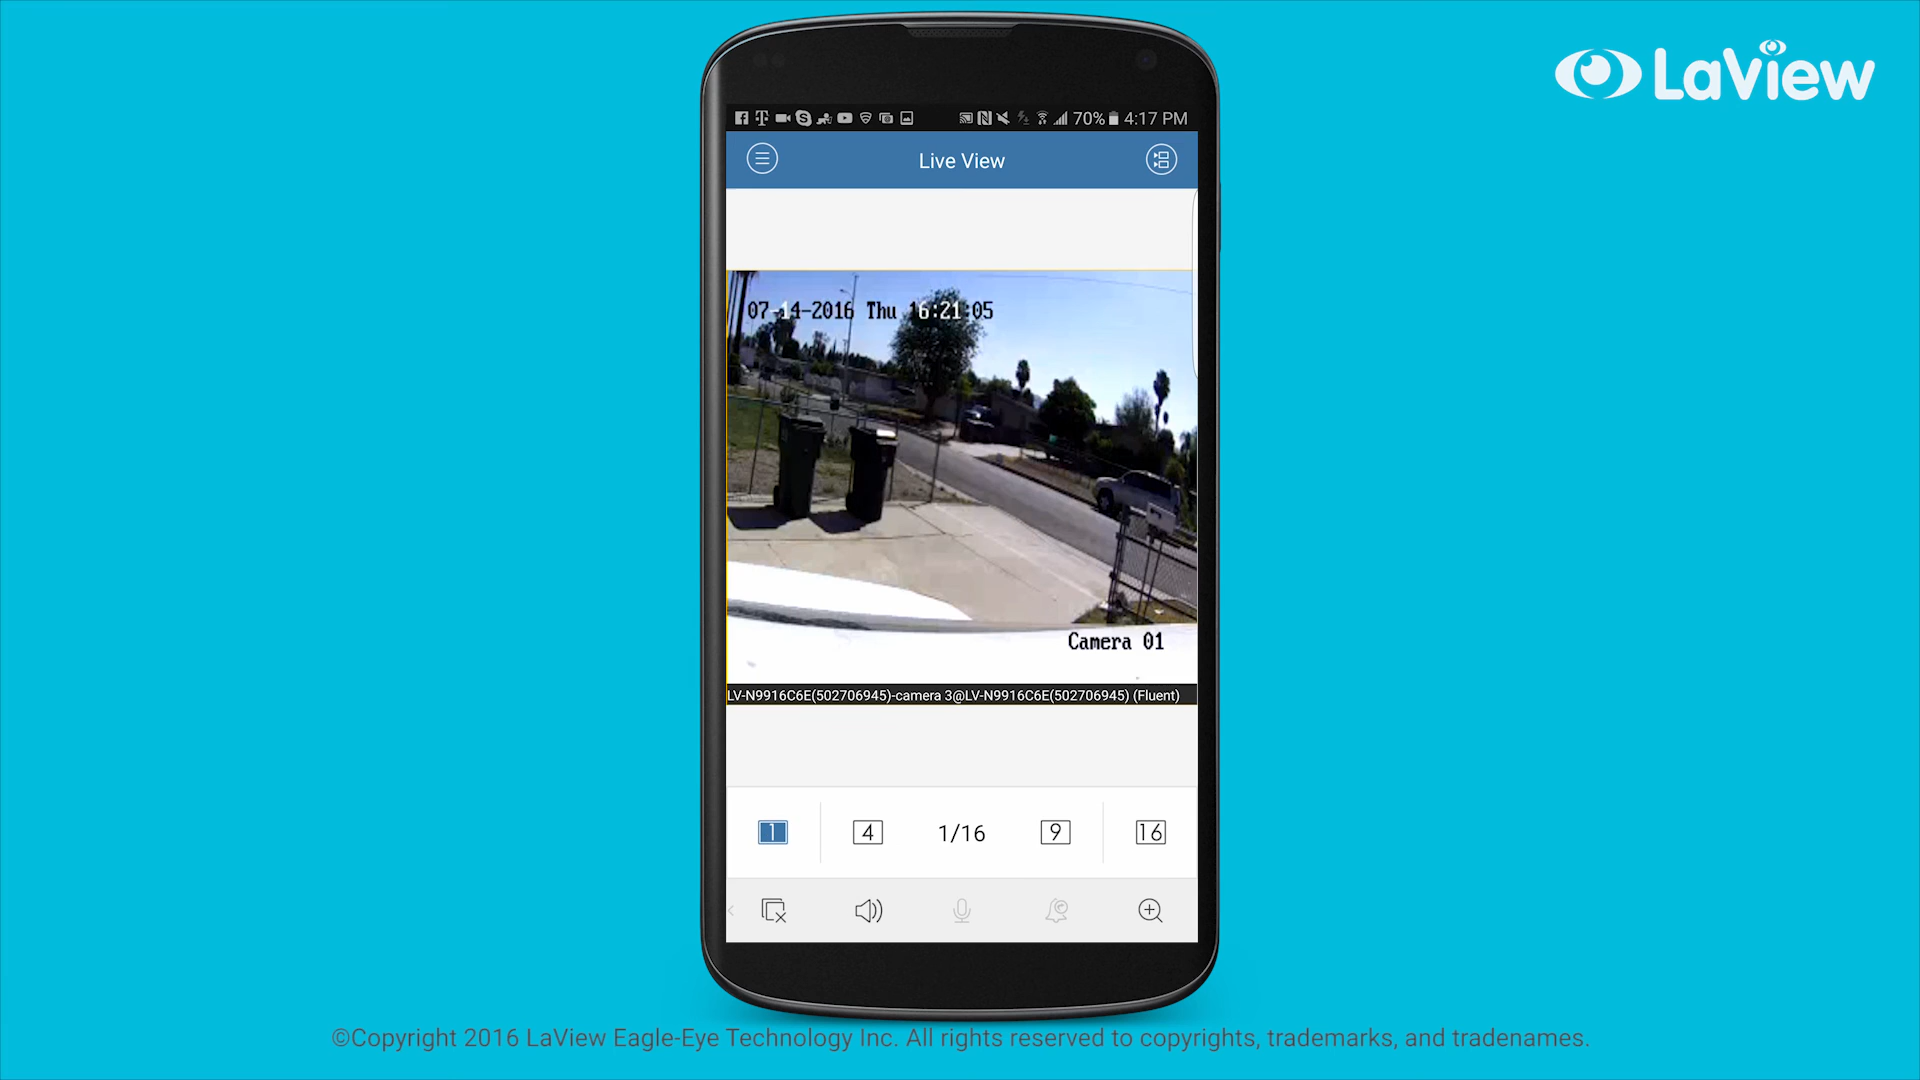 LaView
70% 4:17 PM
Live View
07-14-2016 Thu 16:21:05
Camera 01
LV-N9916C6E(502706945)-camera 3@LV-N9916C6E(502706945) (Fluent)
1 4 1/16 9 16
©Copyright 2016 LaView Eagle-Eye Technology Inc. All rights reserved to copyrights, trademarks, and tradenames.